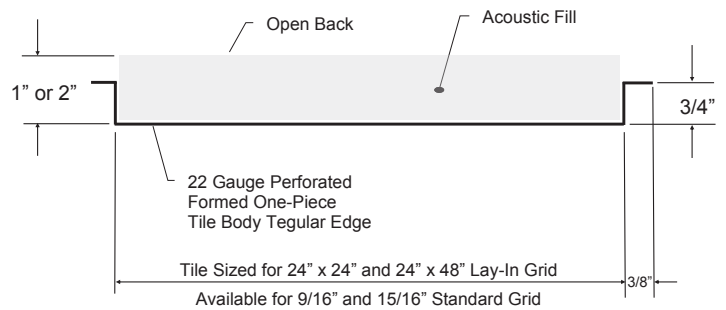 Open Back
Acoustic Fill
1” or 2”
3/4”
22 Gauge Perforated
Formed One-Piece
Tile Body Tegular Edge
Tile Sized for 24” x 24” and 24” x 48” Lay-In Grid
3/8”
Available for 9/16” and 15/16” Standard Grid